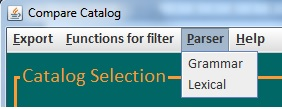 Compare Catalog
Export Functions for filter Parser Help
Grammar
Catalog Selection
Lexical